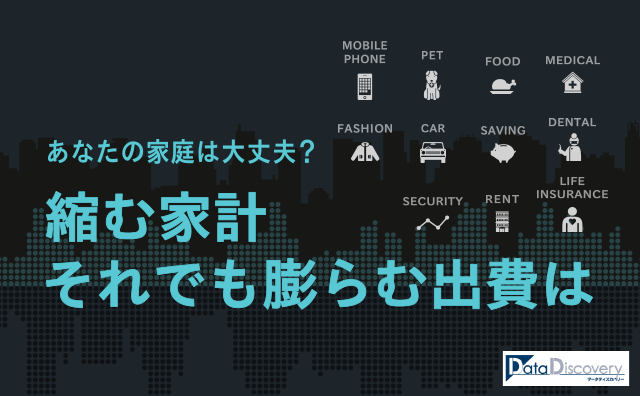 MOBILE
PHONE
PET
FOOD
MEDICAL
FASHION
CAR
SAVING
DENTAL
SECURITY
RENT
LIFE
INSURANCE
あなたの家庭は大丈夫?
縮む家計
それでも膨らむ出費は
DataDiscovery
データディスカバリー